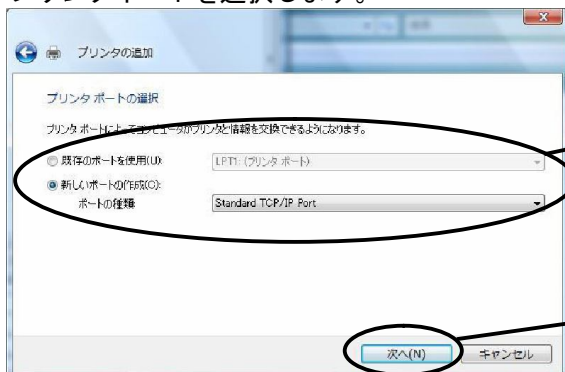 プリンタポートを選択します。
プリンタの追加
プリンタ ポートの選択
プリンタ ポートによってコンピュータがプリンタと情報を交換できるようになります。
既存のポートを使用(U):
LPT1: (プリンタ ポート)
新しいポートの作成(C):
ポートの種類:
Standard TCP/IP Port
次へ(N)
キャンセル